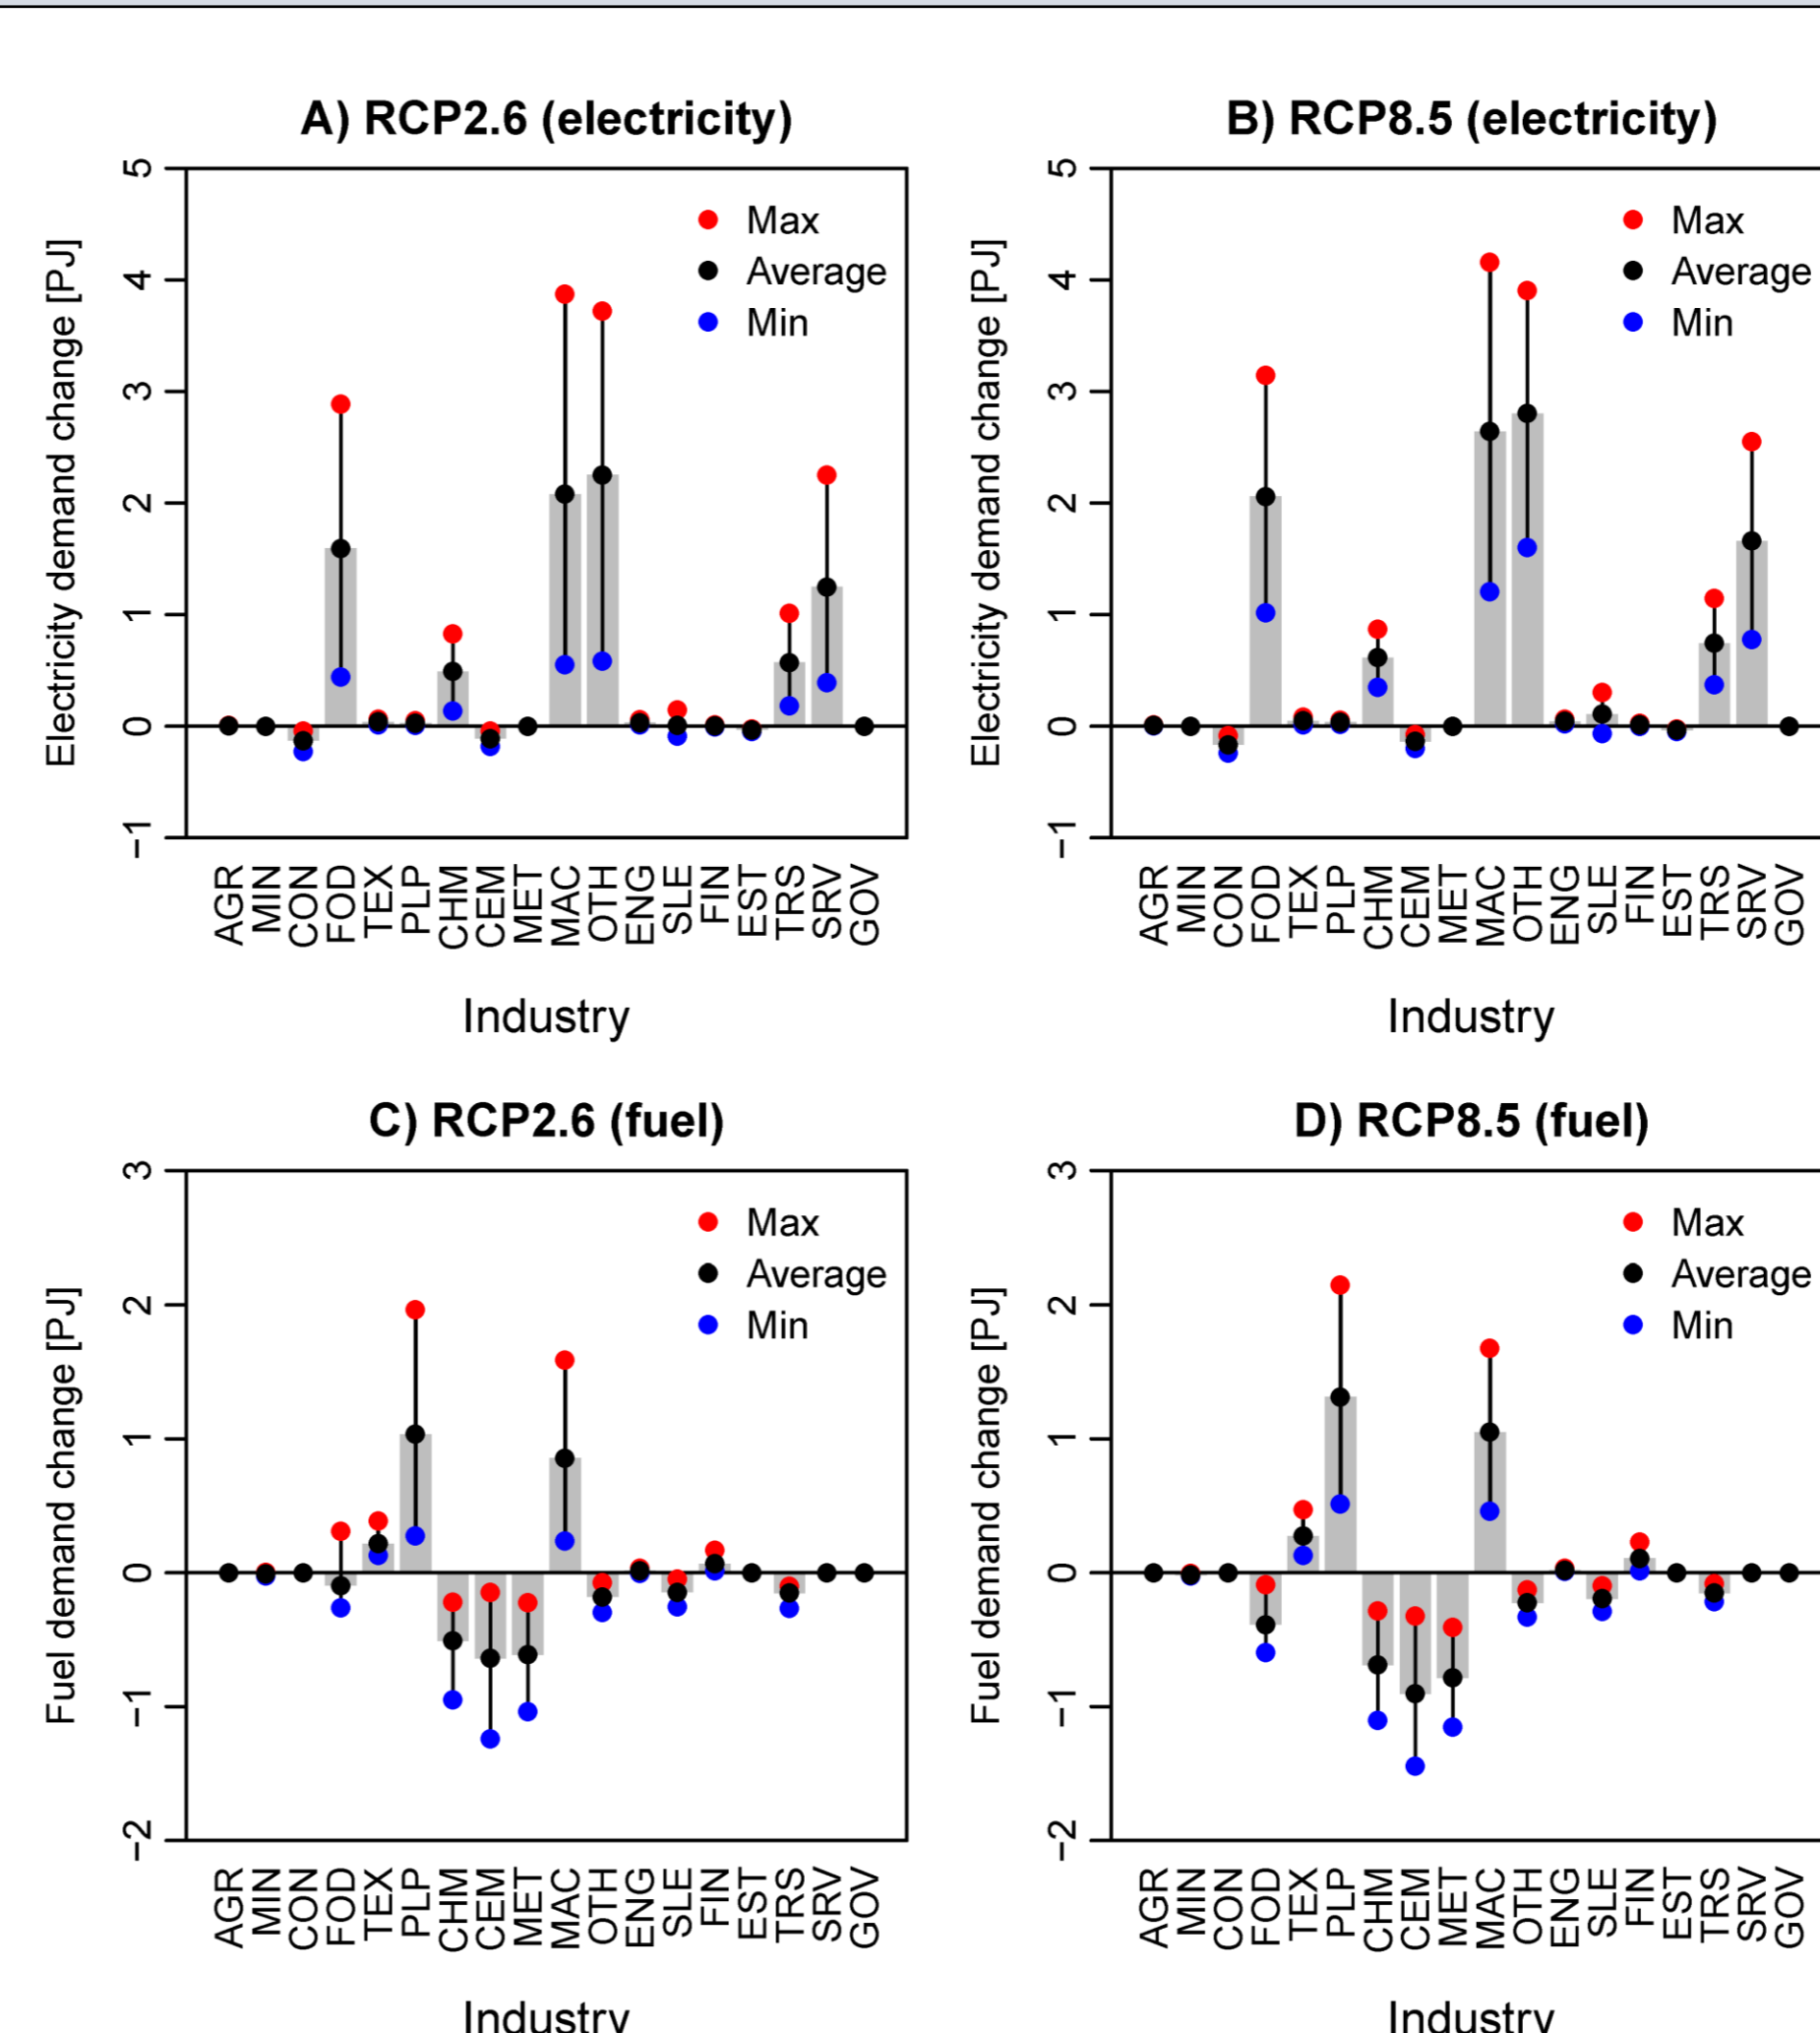 A) RCP2.6 (electricity)
Electricity demand change [PJ]
5
4
3
2
1
0
−1
Max
Average
Min
AGR
MIN
CON
FOD
TEX
PLP
CHM
CEM
MET
MAC
OTH
ENG
SLE
FIN
EST
TRS
SRV
GOV
Industry
B) RCP8.5 (electricity)
Electricity demand change [PJ]
5
4
3
2
1
0
−1
Max
Average
Min
AGR
MIN
CON
FOD
TEX
PLP
CHM
CEM
MET
MAC
OTH
ENG
SLE
FIN
EST
TRS
SRV
GOV
Industry
C) RCP2.6 (fuel)
Fuel demand change [PJ]
3
2
1
0
−1
−2
Max
Average
Min
AGR
MIN
CON
FOD
TEX
PLP
CHM
CEM
MET
MAC
OTH
ENG
SLE
FIN
EST
TRS
SRV
GOV
Industry
D) RCP8.5 (fuel)
Fuel demand change [PJ]
3
2
1
0
−1
−2
Max
Average
Min
AGR
MIN
CON
FOD
TEX
PLP
CHM
CEM
MET
MAC
OTH
ENG
SLE
FIN
EST
TRS
SRV
GOV
Industry